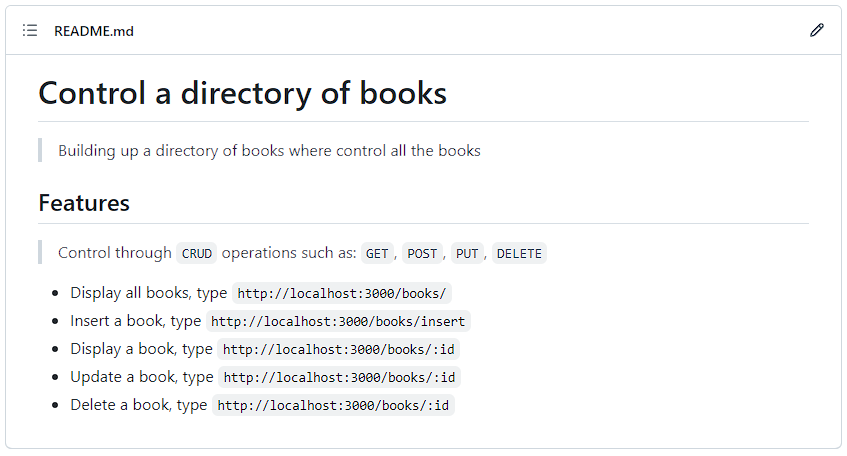 README.md
Control a directory of books
Building up a directory of books where control all the books
Features
Control through CRUD operations such as: GET, POST, PUT, DELETE
Display all books, type http://localhost:3000/books/
Insert a book, type http://localhost:3000/books/insert
Display a book, type http://localhost:3000/books/:id
Update a book, type http://localhost:3000/books/:id
Delete a book, type http://localhost:3000/books/:id